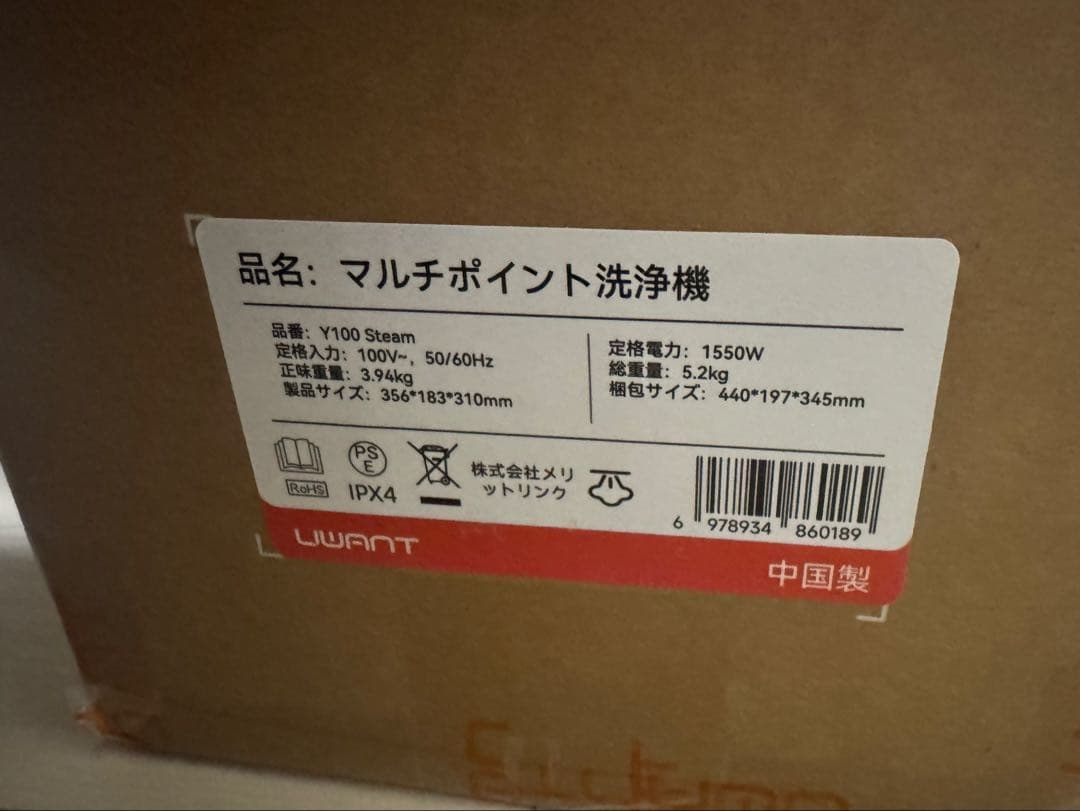 品名：マルチポイント洗浄機
品番：Y100 Steam
定格入力：100V~, 50/60Hz
正味重量：3.94kg
製品サイズ：356*183*310mm
定格電力：1550W
総重量：5.2kg
梱包サイズ：440*197*345mm
PS
E
RoHS
IPX4
株式会社メリ
ットリンク
6 978934 860189
UWANT
中国製